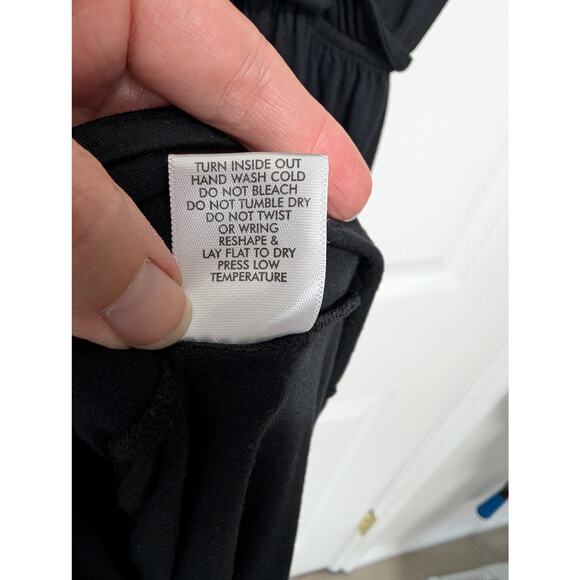 TURN INSIDE OUT
HAND WASH COLD
DO NOT BLEACH
DO NOT TUMBLE DRY
DO NOT TWIST
OR WRING
RESHAPE &
LAY FLAT TO DRY
PRESS LOW
TEMPERATURE